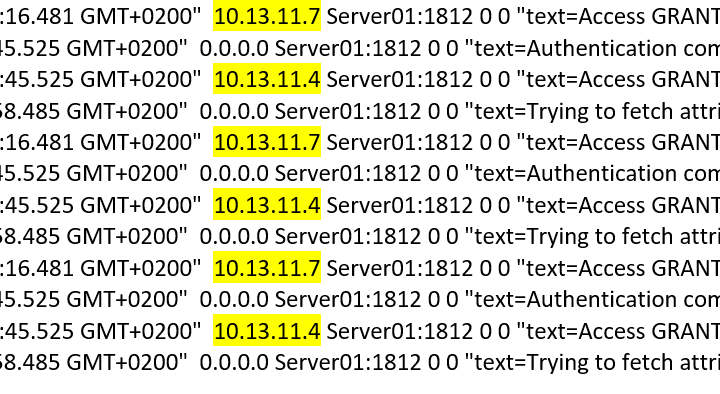 :16.481 GMT+0200" 10.13.11.7 Server01:1812 0 0 "text=Access GRANT
45.525 GMT+0200" 0.0.0.0 Server01:1812 0 0 "text=Authentication com
:45.525 GMT+0200" 10.13.11.4 Server01:1812 0 0 "text=Access GRANT
58.485 GMT+0200" 0.0.0.0 Server01:1812 0 0 "text=Trying to fetch attri
:16.481 GMT+0200" 10.13.11.7 Server01:1812 0 0 "text=Access GRANT
45.525 GMT+0200" 0.0.0.0 Server01:1812 0 0 "text=Authentication com
:45.525 GMT+0200" 10.13.11.4 Server01:1812 0 0 "text=Access GRANT
58.485 GMT+0200" 0.0.0.0 Server01:1812 0 0 "text=Trying to fetch attri
:16.481 GMT+0200" 10.13.11.7 Server01:1812 0 0 "text=Access GRANT
45.525 GMT+0200" 0.0.0.0 Server01:1812 0 0 "text=Authentication com
:45.525 GMT+0200" 10.13.11.4 Server01:1812 0 0 "text=Access GRANT
58.485 GMT+0200" 0.0.0.0 Server01:1812 0 0 "text=Trying to fetch attri